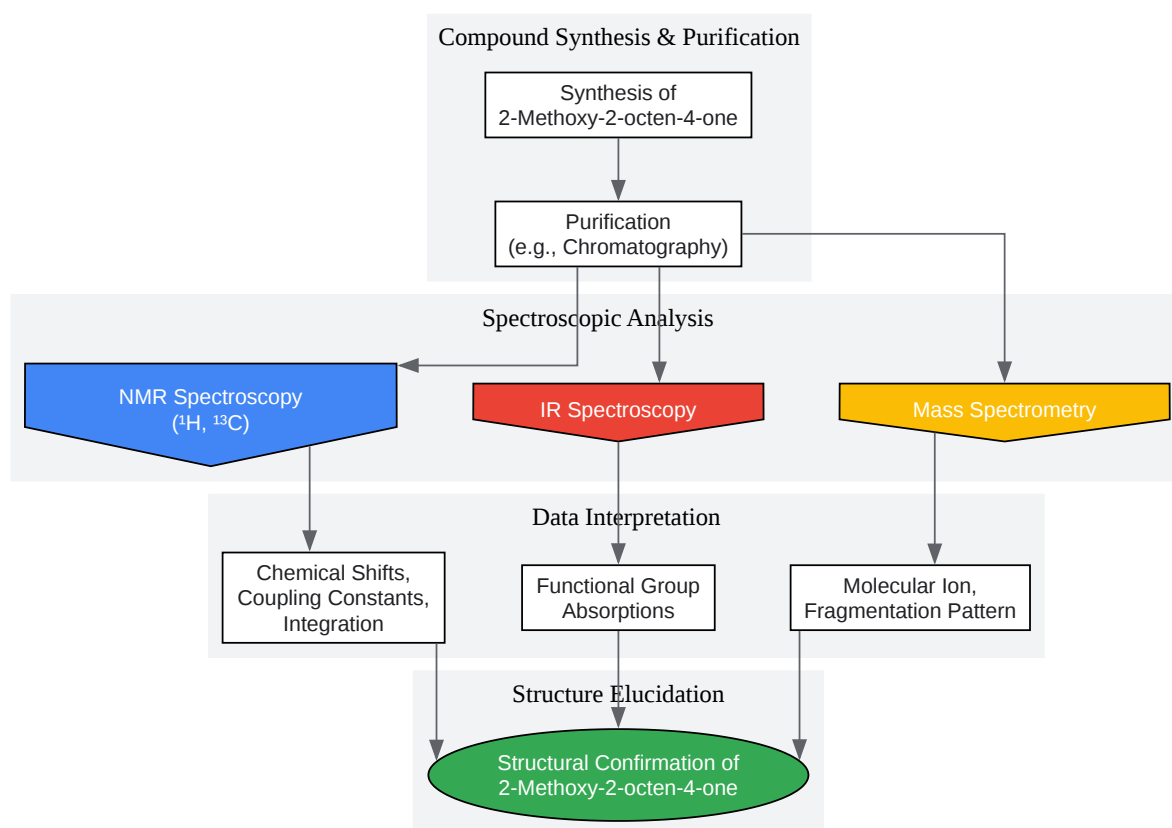 Compound Synthesis & Purification
Synthesis of
2-Methoxy-2-octen-4-one
Purification
(e.g., Chromatography)
Spectroscopic Analysis
NMR Spectroscopy
(¹H, ¹³C)
IR Spectroscopy
Mass Spectrometry
Data Interpretation
Chemical Shifts,
Coupling Constants,
Integration
Functional Group
Absorptions
Molecular Ion,
Fragmentation Pattern
Structure Elucidation
Structural Confirmation of
2-Methoxy-2-octen-4-one